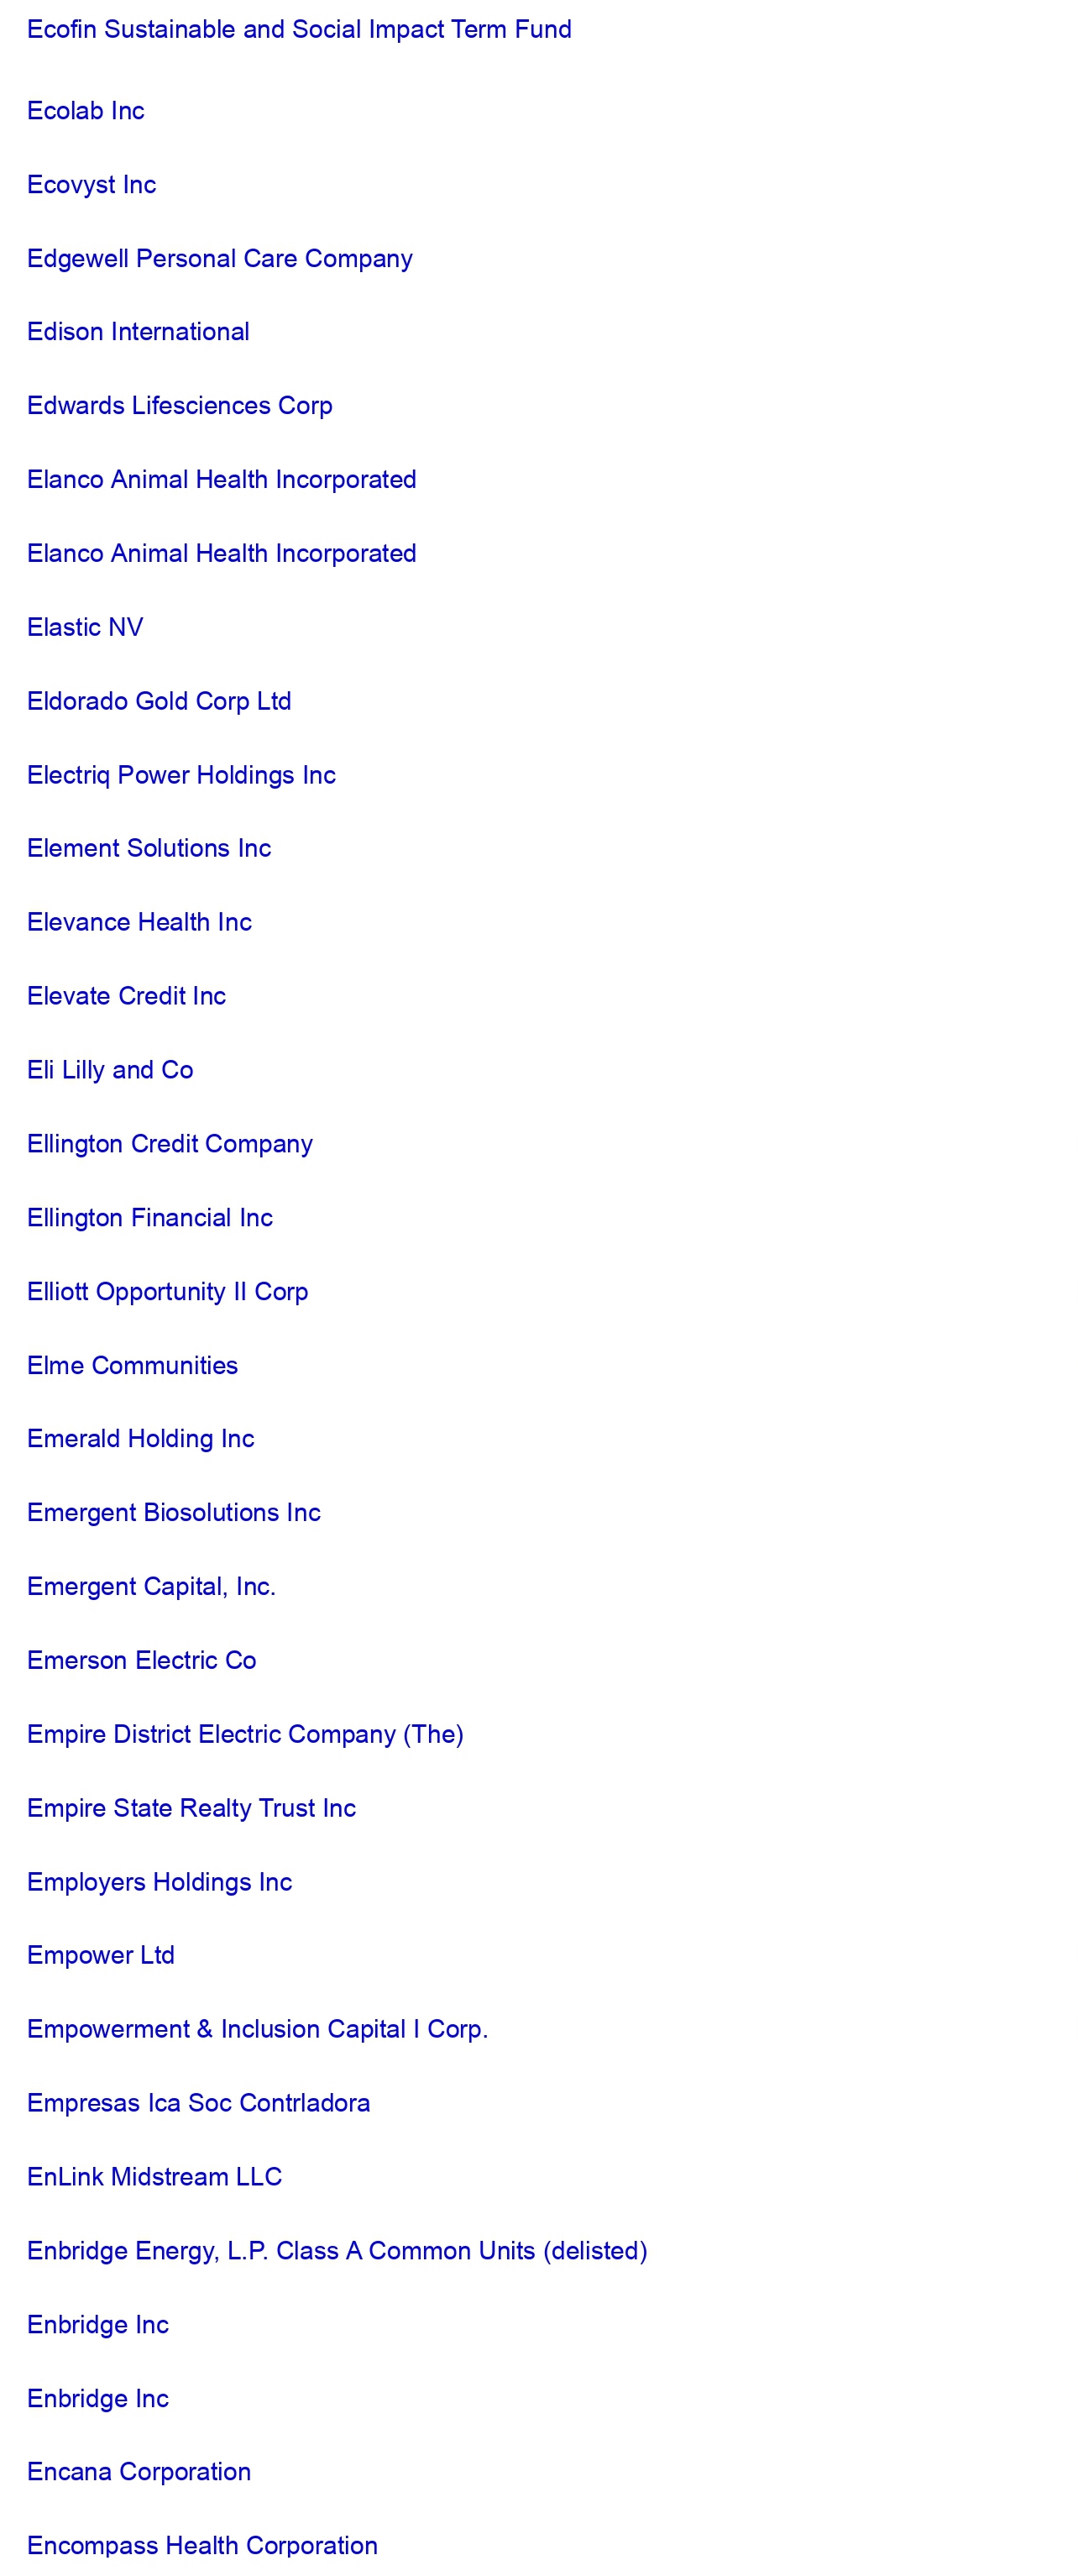 Ecofin Sustainable and Social Impact Term Fund
Ecolab Inc
Ecovyst Inc
Edgewell Personal Care Company
Edison International
Edwards Lifesciences Corp
Elanco Animal Health Incorporated
Elanco Animal Health Incorporated
Elastic NV
Eldorado Gold Corp Ltd
Electriq Power Holdings Inc
Element Solutions Inc
Elevance Health Inc
Elevate Credit Inc
Eli Lilly and Co
Ellington Credit Company
Ellington Financial Inc
Elliott Opportunity II Corp
Elme Communities
Emerald Holding Inc
Emergent Biosolutions Inc
Emergent Capital, Inc.
Emerson Electric Co
Empire District Electric Company (The)
Empire State Realty Trust Inc
Employers Holdings Inc
Empower Ltd
Empowerment & Inclusion Capital I Corp.
Empresas Ica Soc Contrladora
EnLink Midstream LLC
Enbridge Energy, L.P. Class A Common Units (delisted)
Enbridge Inc
Enbridge Inc
Encana Corporation
Encompass Health Corporation